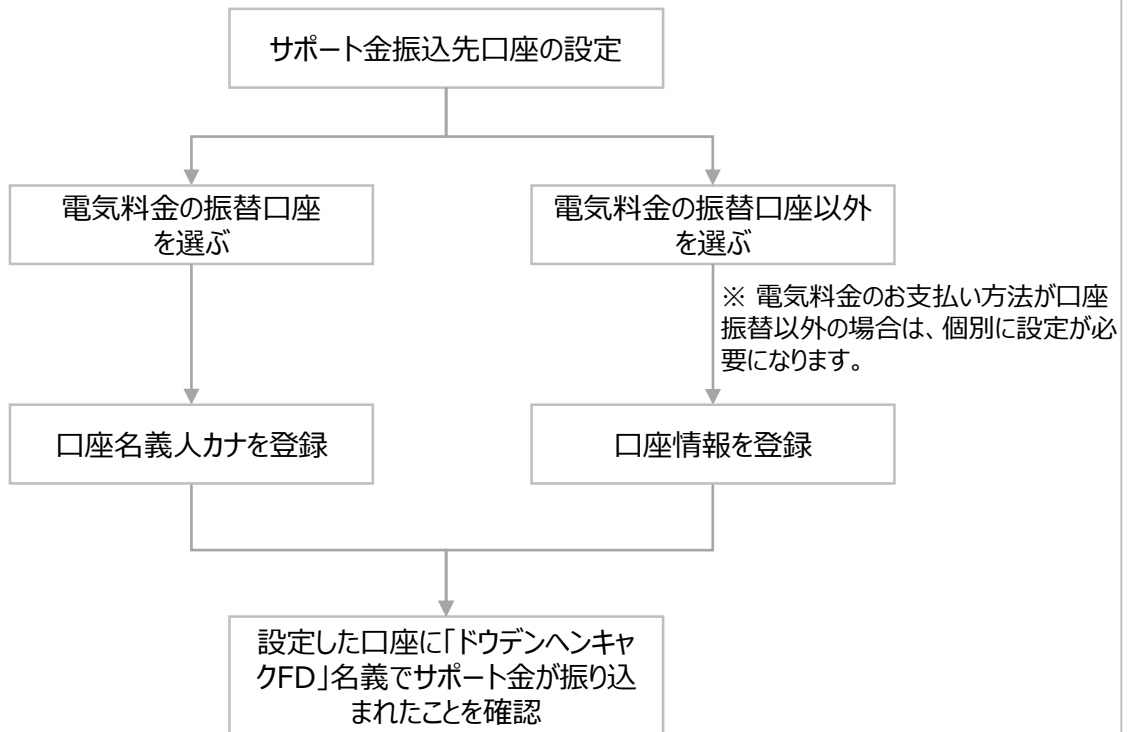 サポート金振込先口座の設定
電気料金の振替口座
を選ぶ
電気料金の振替口座以外
を選ぶ
※ 電気料金のお支払い方法が口座
振替以外の場合は、個別に設定が必
要になります。
口座名義人カナを登録
口座情報を登録
設定した口座に「ドウデンヘンキャ
クFD」名義でサポート金が振り込
まれたことを確認